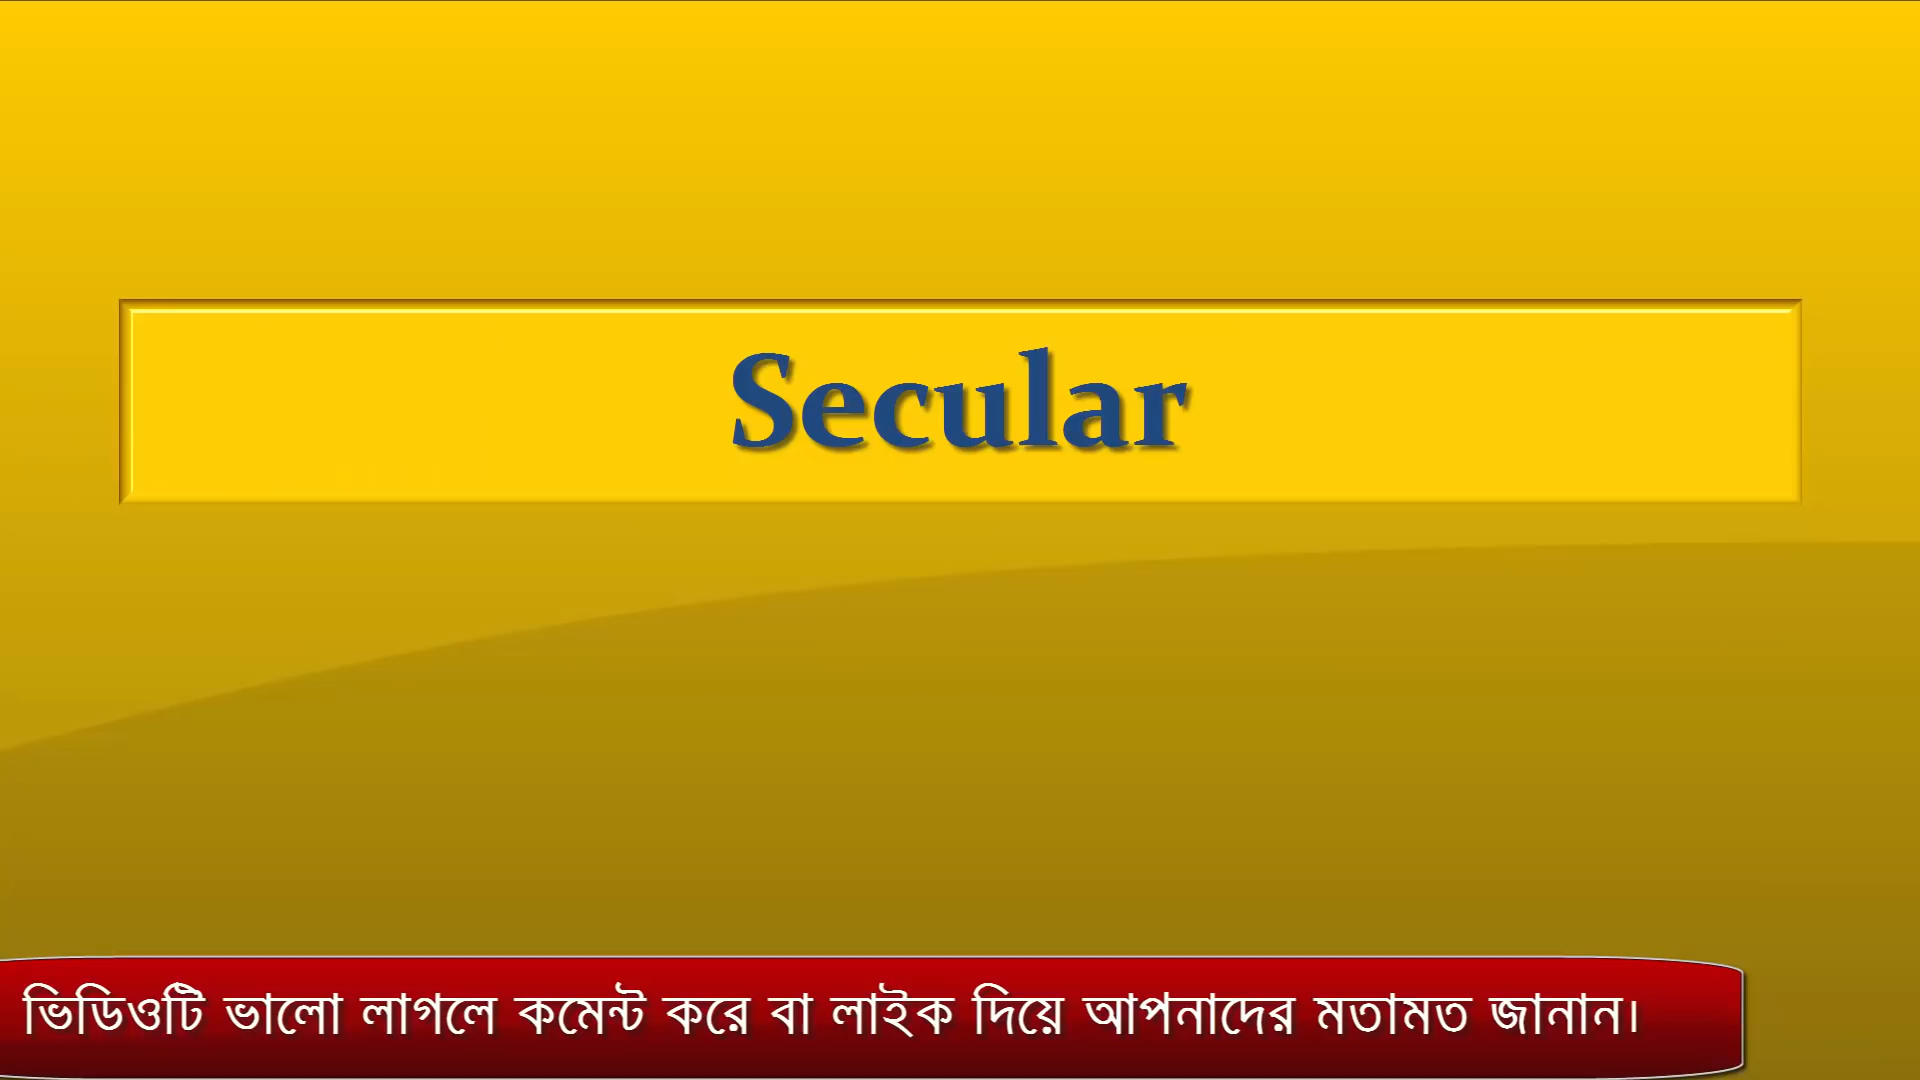 Secular
ভিডিওটি ভালো লাগলে কমেন্ট করে বা লাইক দিয়ে আপনাদের মতামত জানান।